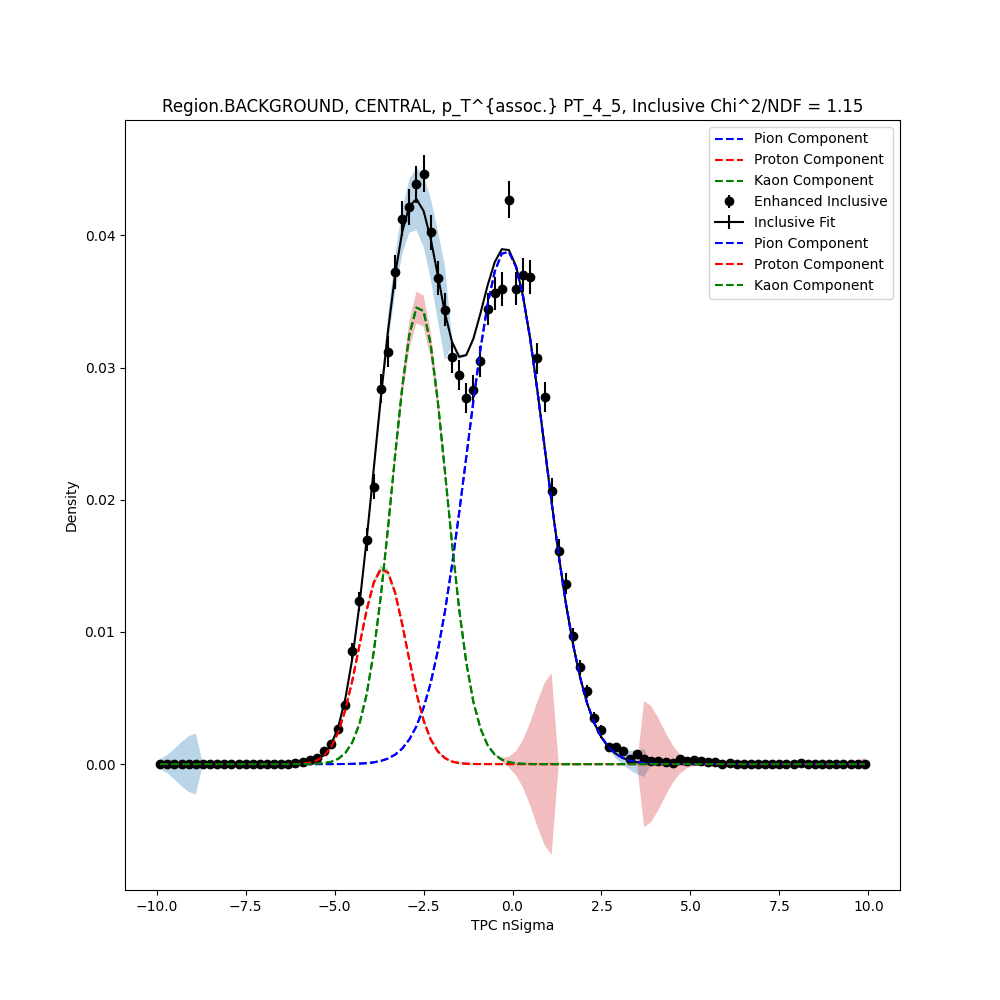 Region.BACKGROUND, CENTRAL, p_T^{assoc.} PT_4_5, Inclusive Chi^2/NDF = 1.15
Pion Component
Proton Component
Kaon Component
Enhanced Inclusive
Inclusive Fit
Pion Component
Proton Component
Kaon Component
0.04
0.03
0.02
0.01
0.00
Density
−10.0 −7.5 −5.0 −2.5 0.0 2.5 5.0 7.5 10.0
TPC nSigma